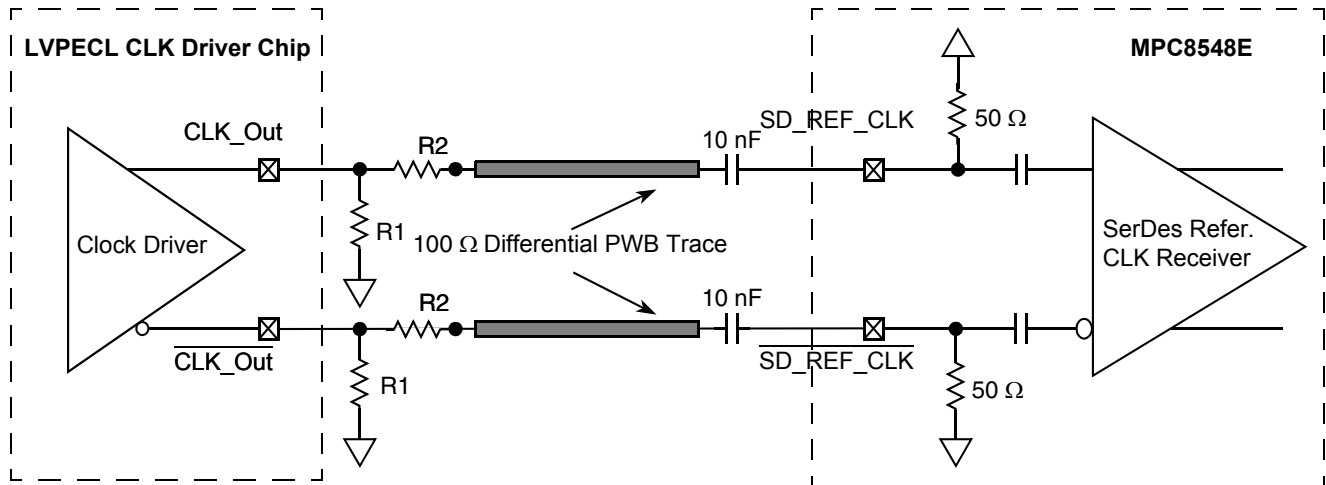 LVPECL CLK Driver Chip
MPC8548E
CLK_Out
R2
10 nF
SD_REF_CLK
50 Ω
Clock Driver
R1
100 Ω Differential PWB Trace
SerDes Refer.
CLK Receiver
R2
10 nF
CLK_Out
R1
SD_REF_CLK
50 Ω